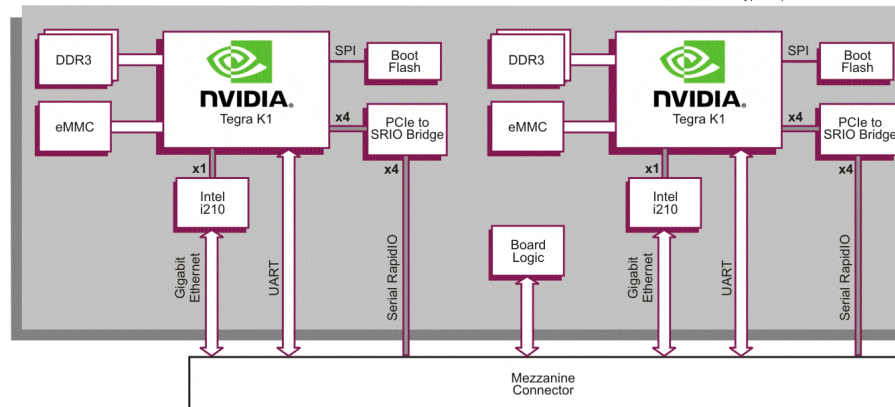 DDR3
NVIDIA.
Tegra K1
SPI
Boot
Flash
eMMC
x4
PCIe to
SRIO Bridge
x1
x4
Intel
i210
Gigabit
Ethernet
UART
Serial RapidIO
Board
Logic
DDR3
NVIDIA.
Tegra K1
SPI
Boot
Flash
eMMC
x4
PCIe to
SRIO Bridge
x1
x4
Intel
i210
Gigabit
Ethernet
UART
Serial RapidIO
Mezzanine
Connector